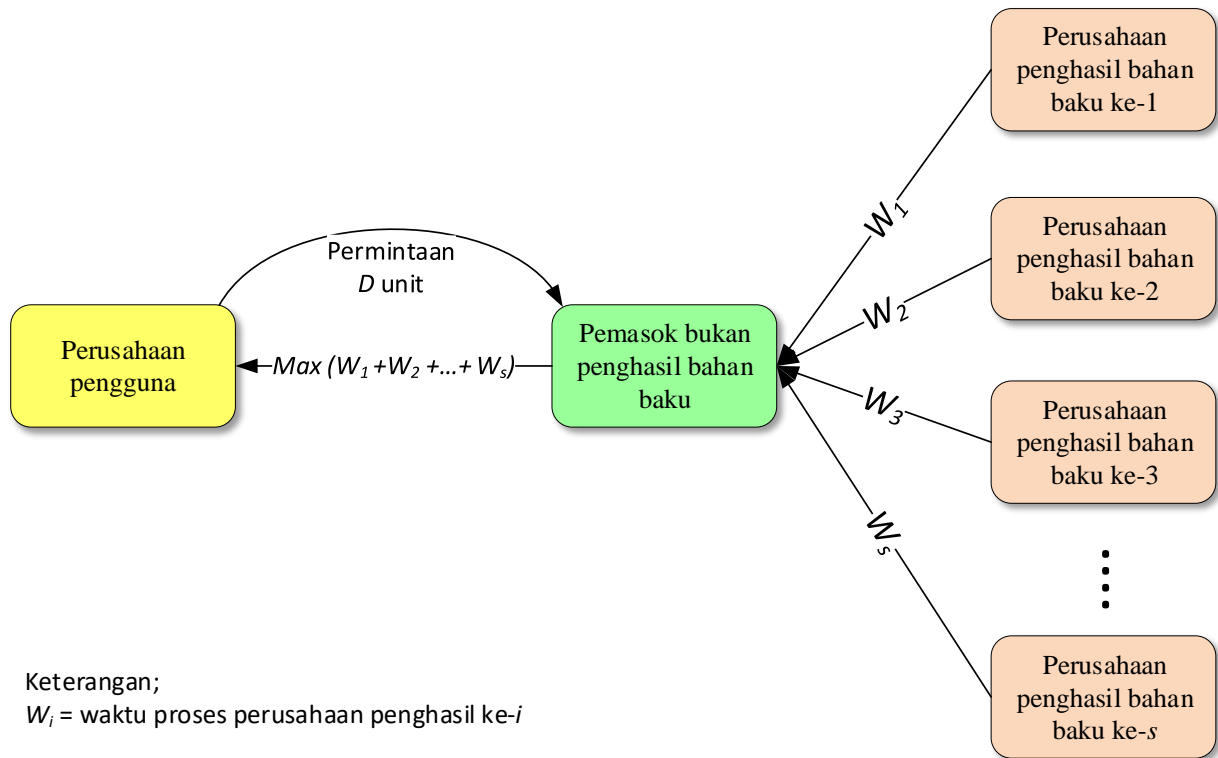 Perusahaan
pengguna
Permintaan
D unit
Max (W₁ +W₂ +...+ Wₛ)
Pemasok bukan
penghasil bahan
baku
W₁
W₂
W₃
Wₛ
Perusahaan
penghasil bahan
baku ke-1
Perusahaan
penghasil bahan
baku ke-2
Perusahaan
penghasil bahan
baku ke-3
Perusahaan
penghasil bahan
baku ke-s
Keterangan;
Wᵢ = waktu proses perusahaan penghasil ke-i